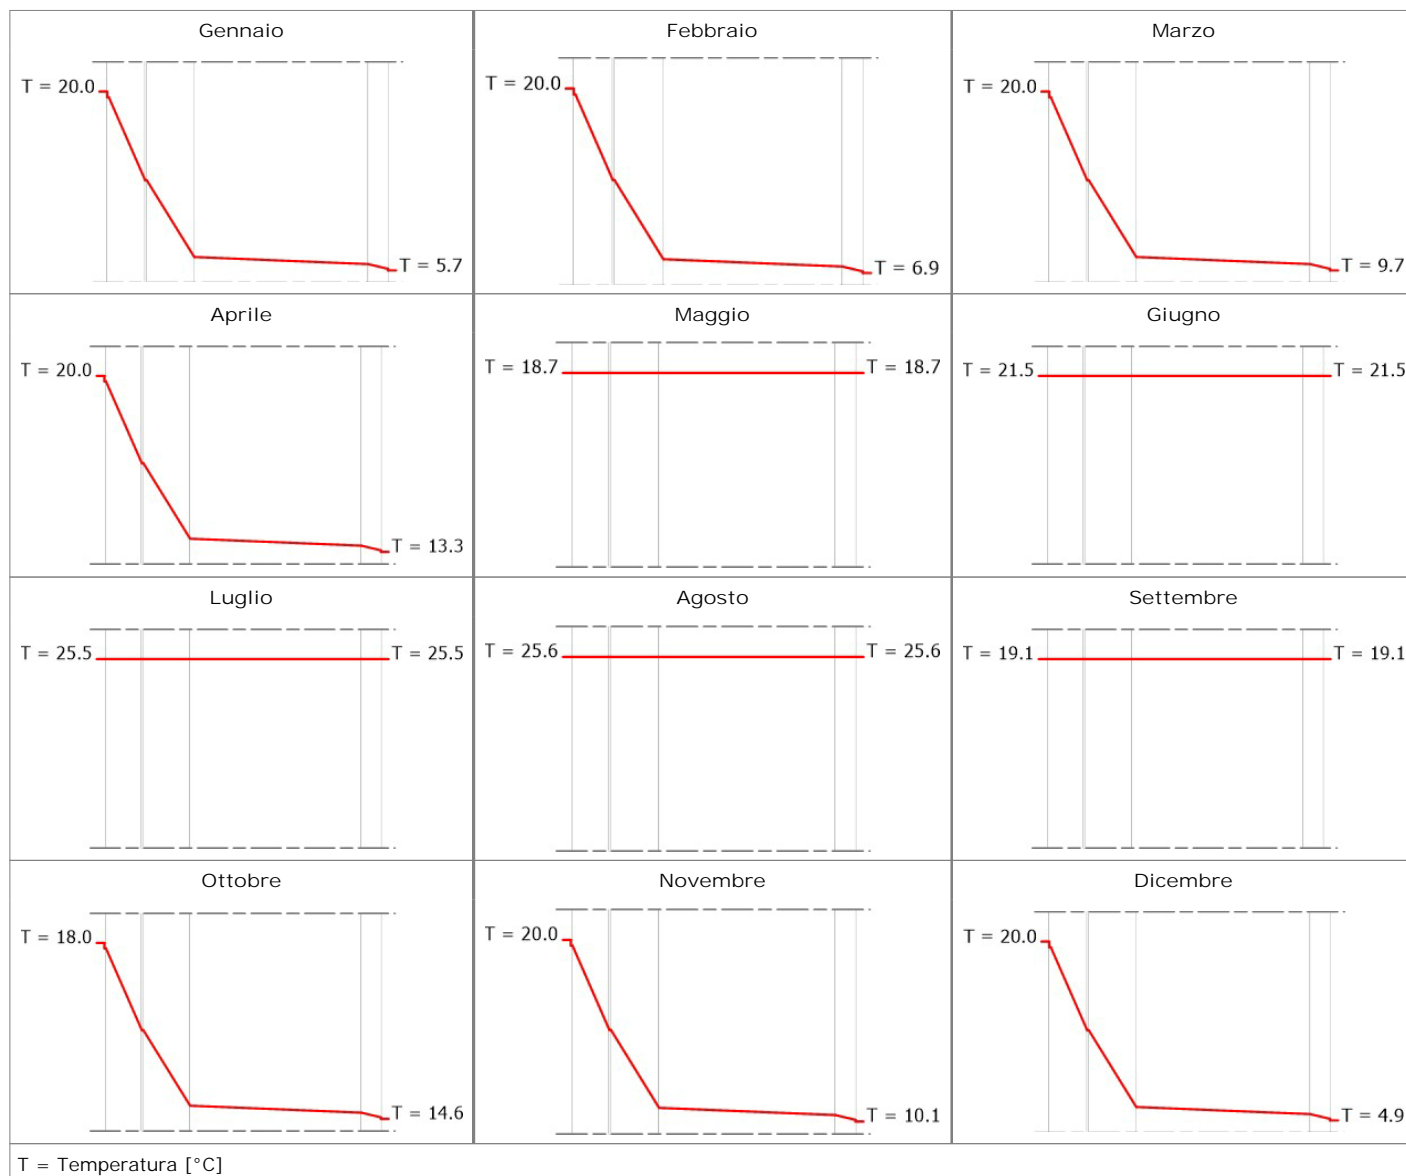 Gennaio
Febbraio
Marzo
T = 20.0
T = 5.7
T = 20.0
T = 6.9
T = 20.0
T = 9.7
Aprile
Maggio
Giugno
T = 20.0
T = 13.3
T = 18.7
T = 18.7
T = 21.5
T = 21.5
Luglio
Agosto
Settembre
T = 25.5
T = 25.5
T = 25.6
T = 25.6
T = 19.1
T = 19.1
Ottobre
Novembre
Dicembre
T = 18.0
T = 14.6
T = 20.0
T = 10.1
T = 20.0
T = 4.9
T = Temperatura [°C]